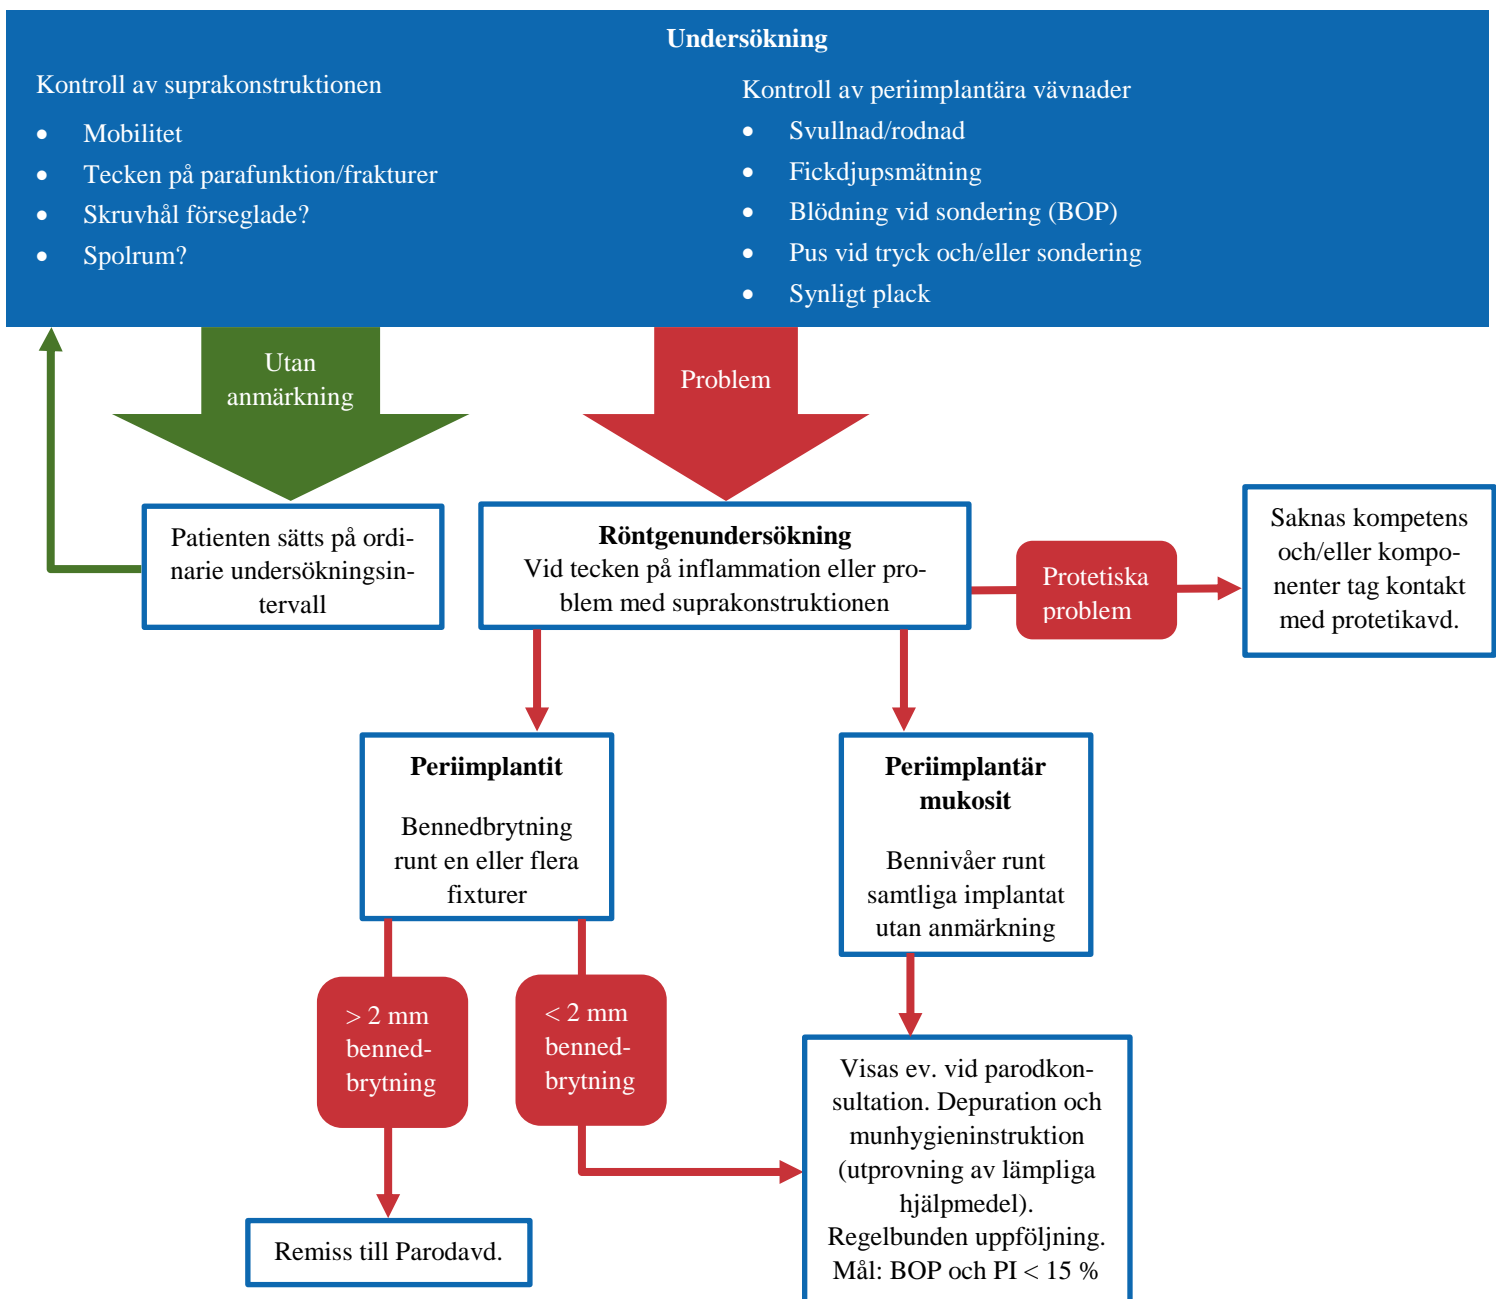 Undersökning
Kontroll av suprakonstruktionen
• Mobilitet
• Tecken på parafunktion/frakturer
• Skruvhål förseglade?
• Spolrum?
Kontroll av periimplantära vävnader
• Svullnad/rodnad
• Fickdjupsmätning
• Blödning vid sondering (BOP)
• Pus vid tryck och/eller sondering
• Synligt plack
Utan
anmärkning
Problem
Patienten sätts på ordi-
narie undersökningsin-
tervall
Röntgenundersökning
Vid tecken på inflammation eller pro-
blem med suprakonstruktionen
Protetiska
problem
Saknas kompetens
och/eller kompo-
nenter tag kontakt
med protetikavd.
Periimplantit
Bennedbrytning
runt en eller flera
fixturer
Periimplantär
mukosit
Bennivåer runt
samtliga implantat
utan anmärkning
> 2 mm
benned-
brytning
< 2 mm
benned-
brytning
Remiss till Parodavd.
Visas ev. vid parodkon-
sultation. Depuration och
munhygieninstruktion
(utprovning av lämpliga
hjälpmedel).
Regelbunden uppföljning.
Mål: BOP och PI < 15 %